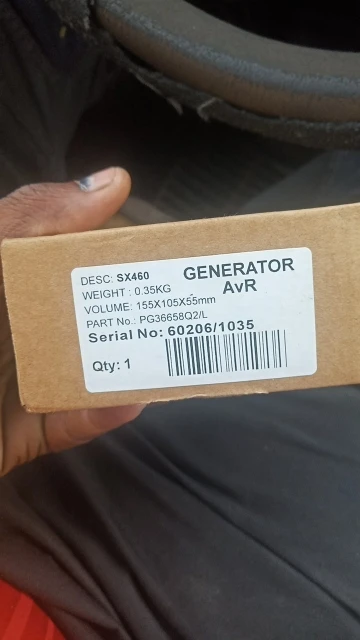 DESC: SX460
GENERATOR
AvR
WEIGHT : 0.35KG
VOLUME: 155X105X55mm
PART No.: PG36658Q2/L
Serial No: 60206/1035
Qty: 1